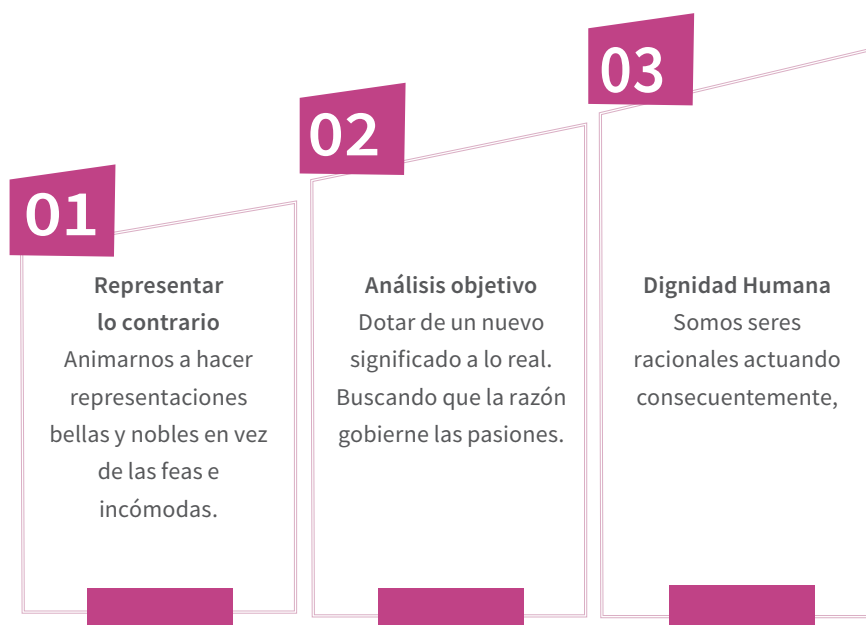 01
Representar
lo contrario
Animarnos a hacer
representaciones
bellas y nobles en vez
de las feas e
incómodas.
02
Análisis objetivo
Dotar de un nuevo
significado a lo real.
Buscando que la razón
gobierne las pasiones.
03
Dignidad Humana
Somos seres
racionales actuando
consecuentemente,